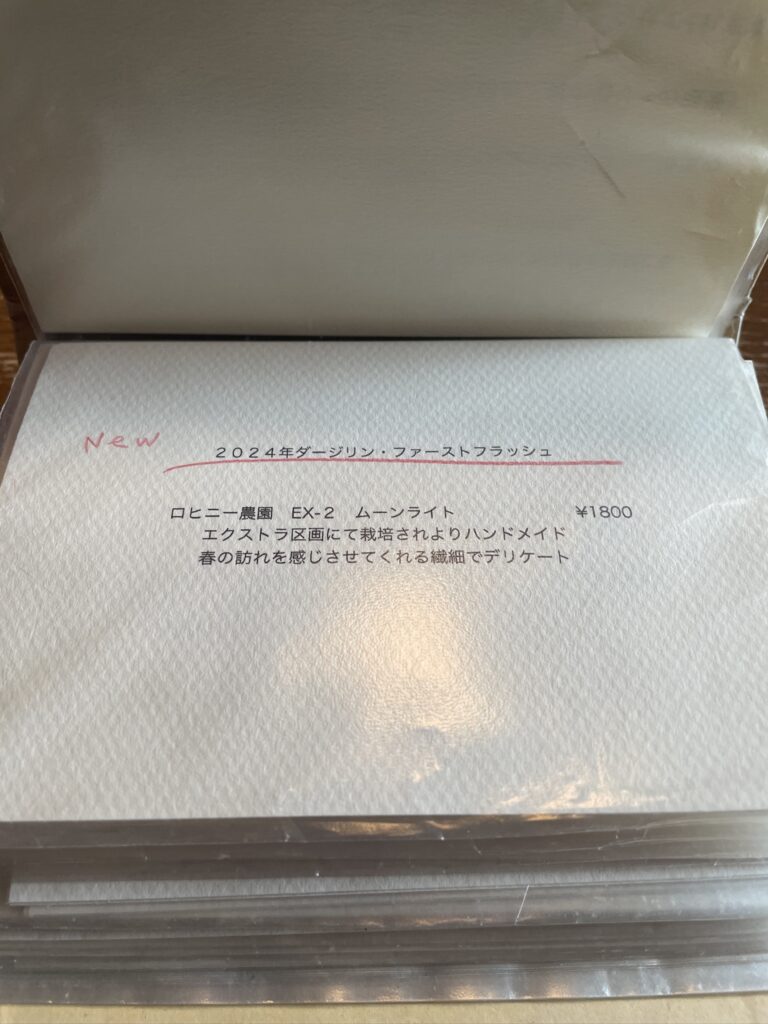 New
2024年ダージリン・ファーストフラッシュ
ロヒニー農園　EX-2　ムーンライト　¥1800
エクストラ区画にて栽培されよりハンドメイド
春の訪れを感じさせてくれる繊細でデリケート